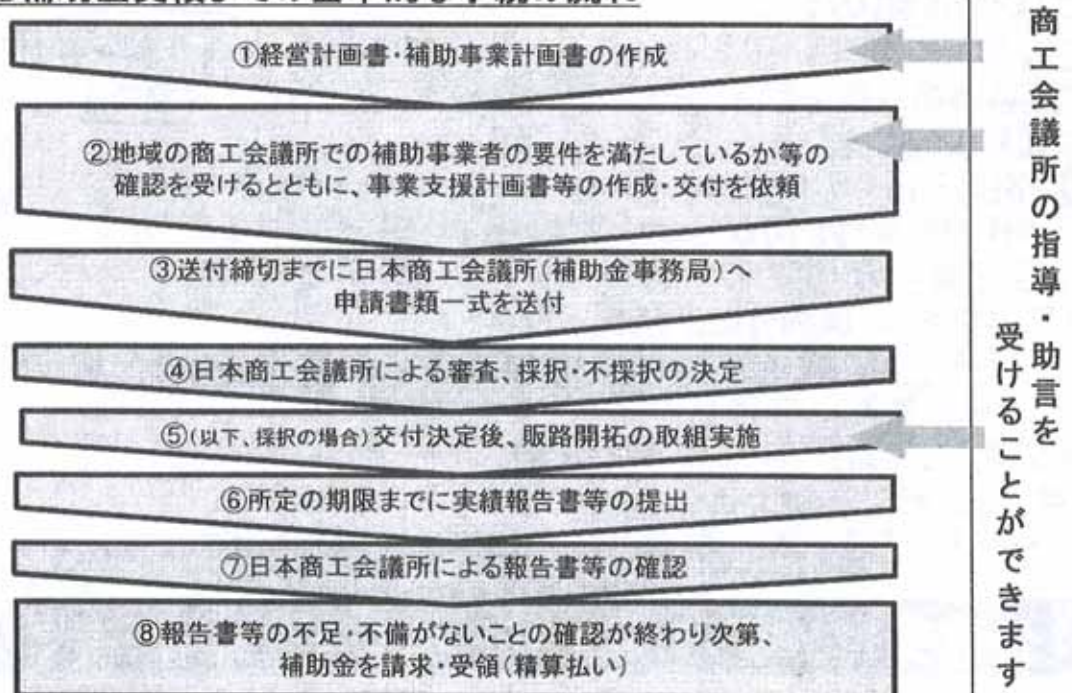 ①経営計画書・補助事業計画書の作成
②地域の商工会議所での補助事業者の要件を満たしているか等の
確認を受けるとともに、事業支援計画書等の作成・交付を依頼
③送付締切までに日本商工会議所(補助金事務局)へ
申請書類一式を送付
④日本商工会議所による審査、採択・不採択の決定
⑤(以下、採択の場合)交付決定後、販路開拓の取組実施
⑥所定の期限までに実績報告書等の提出
⑦日本商工会議所による報告書等の確認
⑧報告書等の不足・不備がないことの確認が終わり次第、
補助金を請求・受領(精算払い)
商工会議所の指導・助言を
受けることができます